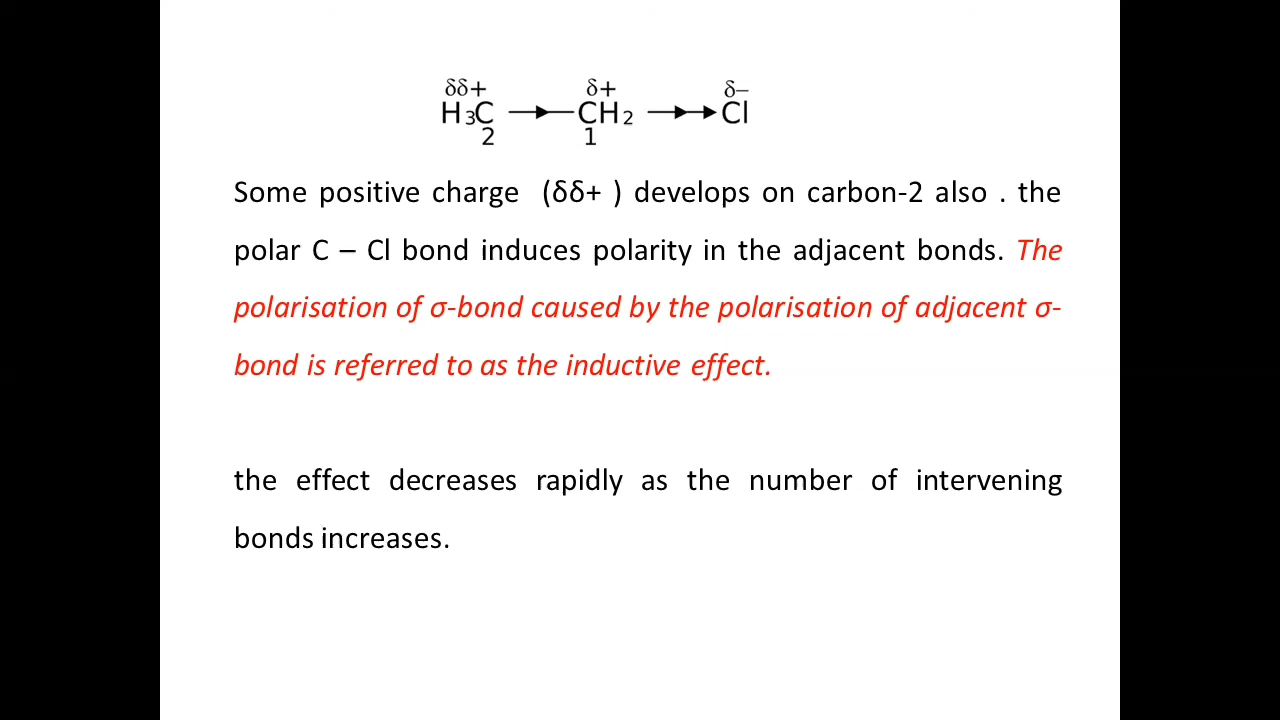 δδ+ δ+ δ–
H₃C CH₂ Cl
2 1
Some positive charge (δδ+ ) develops on carbon-2 also . the
polar C – Cl bond induces polarity in the adjacent bonds. The
polarisation of σ-bond caused by the polarisation of adjacent σ-
bond is referred to as the inductive effect.
the effect decreases rapidly as the number of intervening
bonds increases.